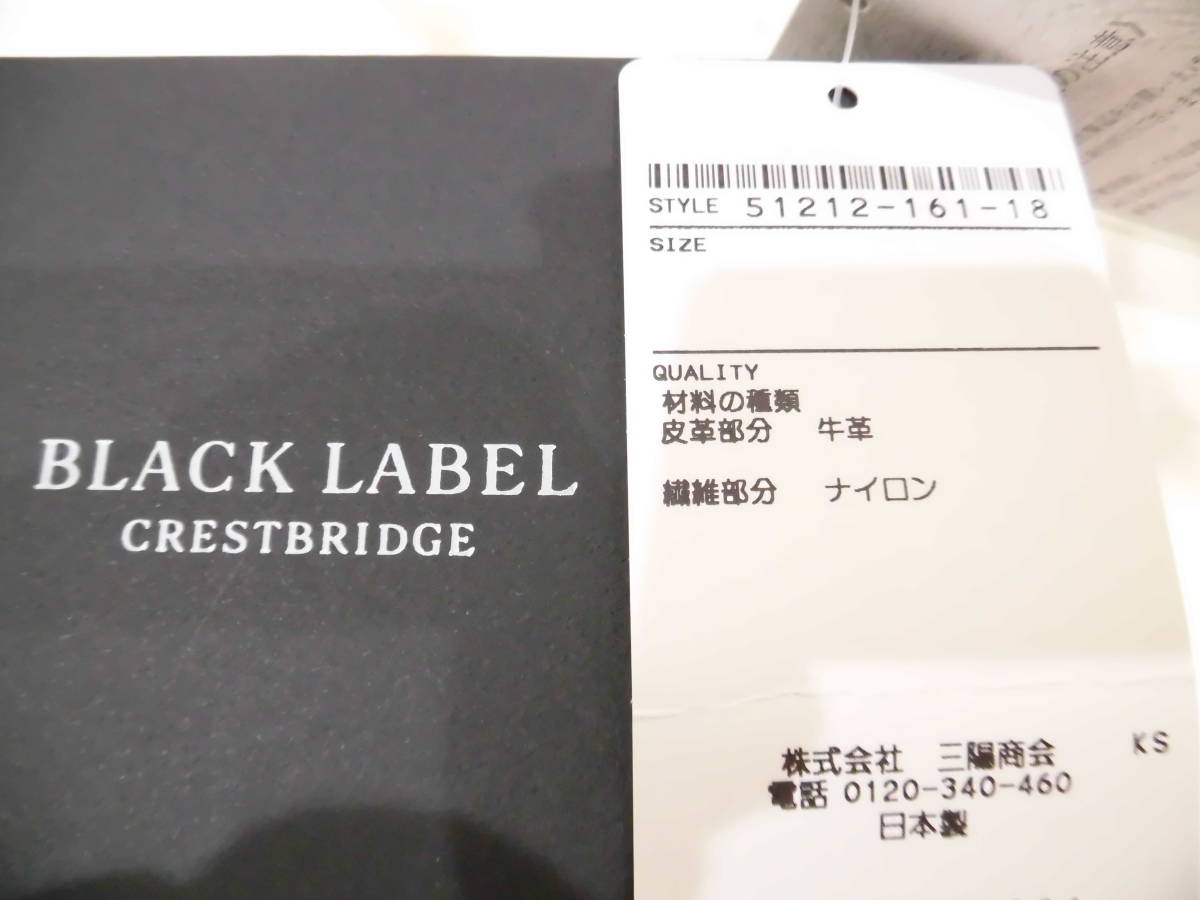 BLACK LABEL
CRESTBRIDGE
STYLE 51212-161-18
SIZE
QUALITY
材料の種類
皮革部分 牛革
繊維部分 ナイロン
株式会社 三陽商会 KS
電話 0120-340-460
日本製